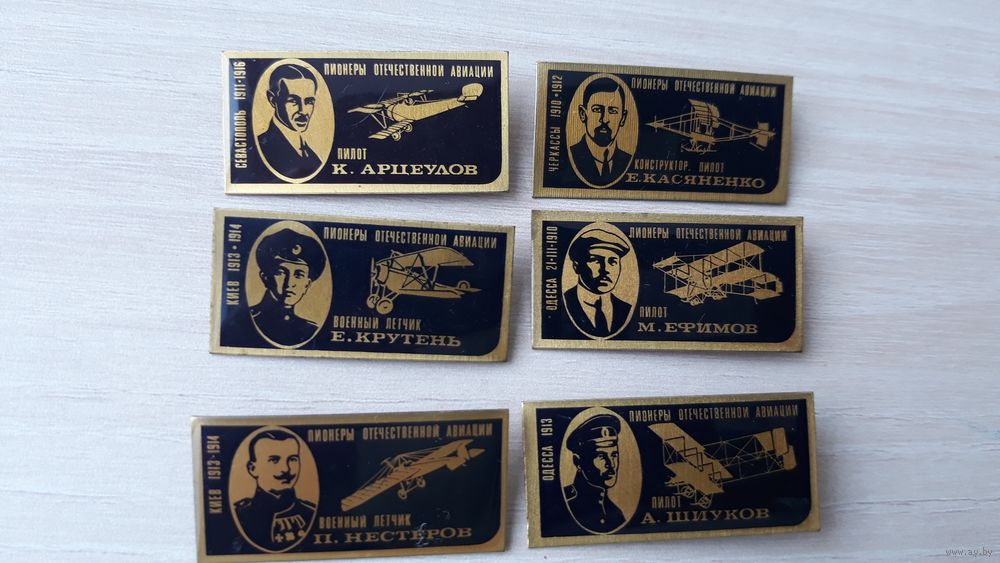 СЕВАСТОПОЛЬ 1911-1916
ПИОНЕРЫ ОТЕЧЕСТВЕННОЙ АВИАЦИИ
ПИЛОТ
К. АРЦЕУЛОВ
ЧЕРКАССЫ 1910•1912
ПИОНЕРЫ ОТЕЧЕСТВЕННОЙ АВИАЦИИ
КОНСТРУКТОР. ПИЛОТ
Е. КАСЯНЕНКО
КИЕВ 1913•1914
ПИОНЕРЫ ОТЕЧЕСТВЕННОЙ АВИАЦИИ
ВОЕННЫЙ ЛЕТЧИК
Е. КРУТЕНЬ
ОДЕССА 21-III-1910
ПИОНЕРЫ ОТЕЧЕСТВЕННОЙ АВИАЦИИ
ПИЛОТ
М. ЕФИМОВ
КИЕВ 1913-1914
ПИОНЕРЫ ОТЕЧЕСТВЕННОЙ АВИАЦИИ
ВОЕННЫЙ ЛЕТЧИК
П. НЕСТЕРОВ
ОДЕССА 1913
ПИОНЕРЫ ОТЕЧЕСТВЕННОЙ АВИАЦИИ
ПИЛОТ
А. ШИУКОВ
www.ay.by